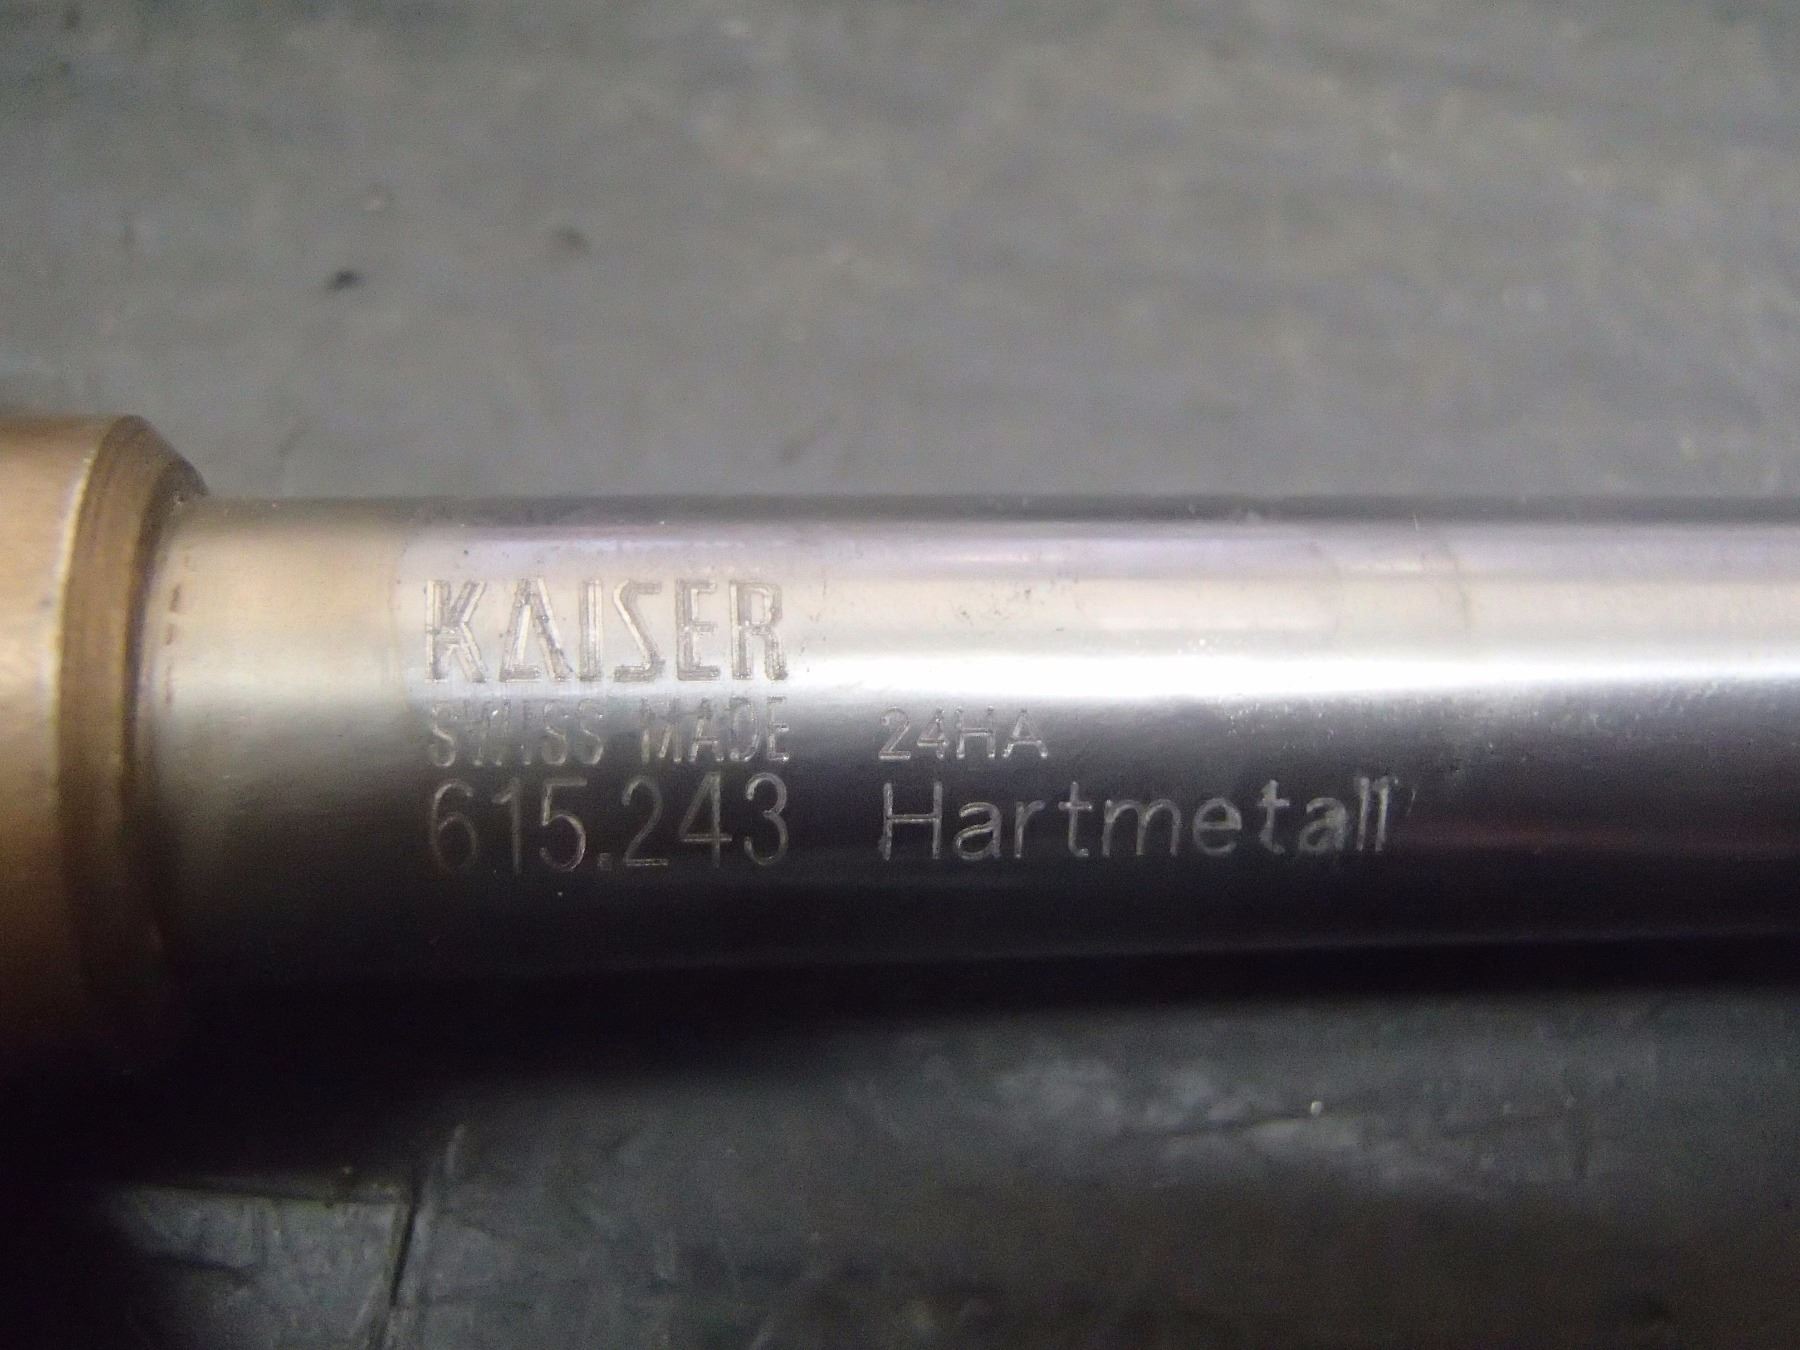 KAISER
SWISS MADE 24HA
615.243 Hartmetall